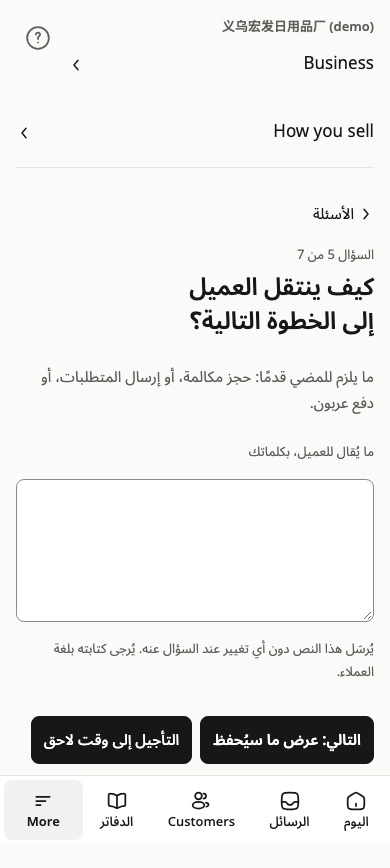 义乌宏发日用品厂 (demo)
Business
How you sell
الأسئلة
السؤال 5 من 7
كيف ينتقل العميل
إلى الخطوة التالية؟
ما يلزم للمضي قدمًا: حجز مكالمة، أو إرسال المتطلبات، أو
دفع عربون.
ما يُقال للعميل، بكلماتك
يُرسَل هذا النص دون أي تغيير عند السؤال عنه. يُرجى كتابته بلغة
العملاء.
التالي: عرض ما سيُحفظ
التأجيل إلى وقت لاحق
اليوم
الرسائل
Customers
الدفاتر
More